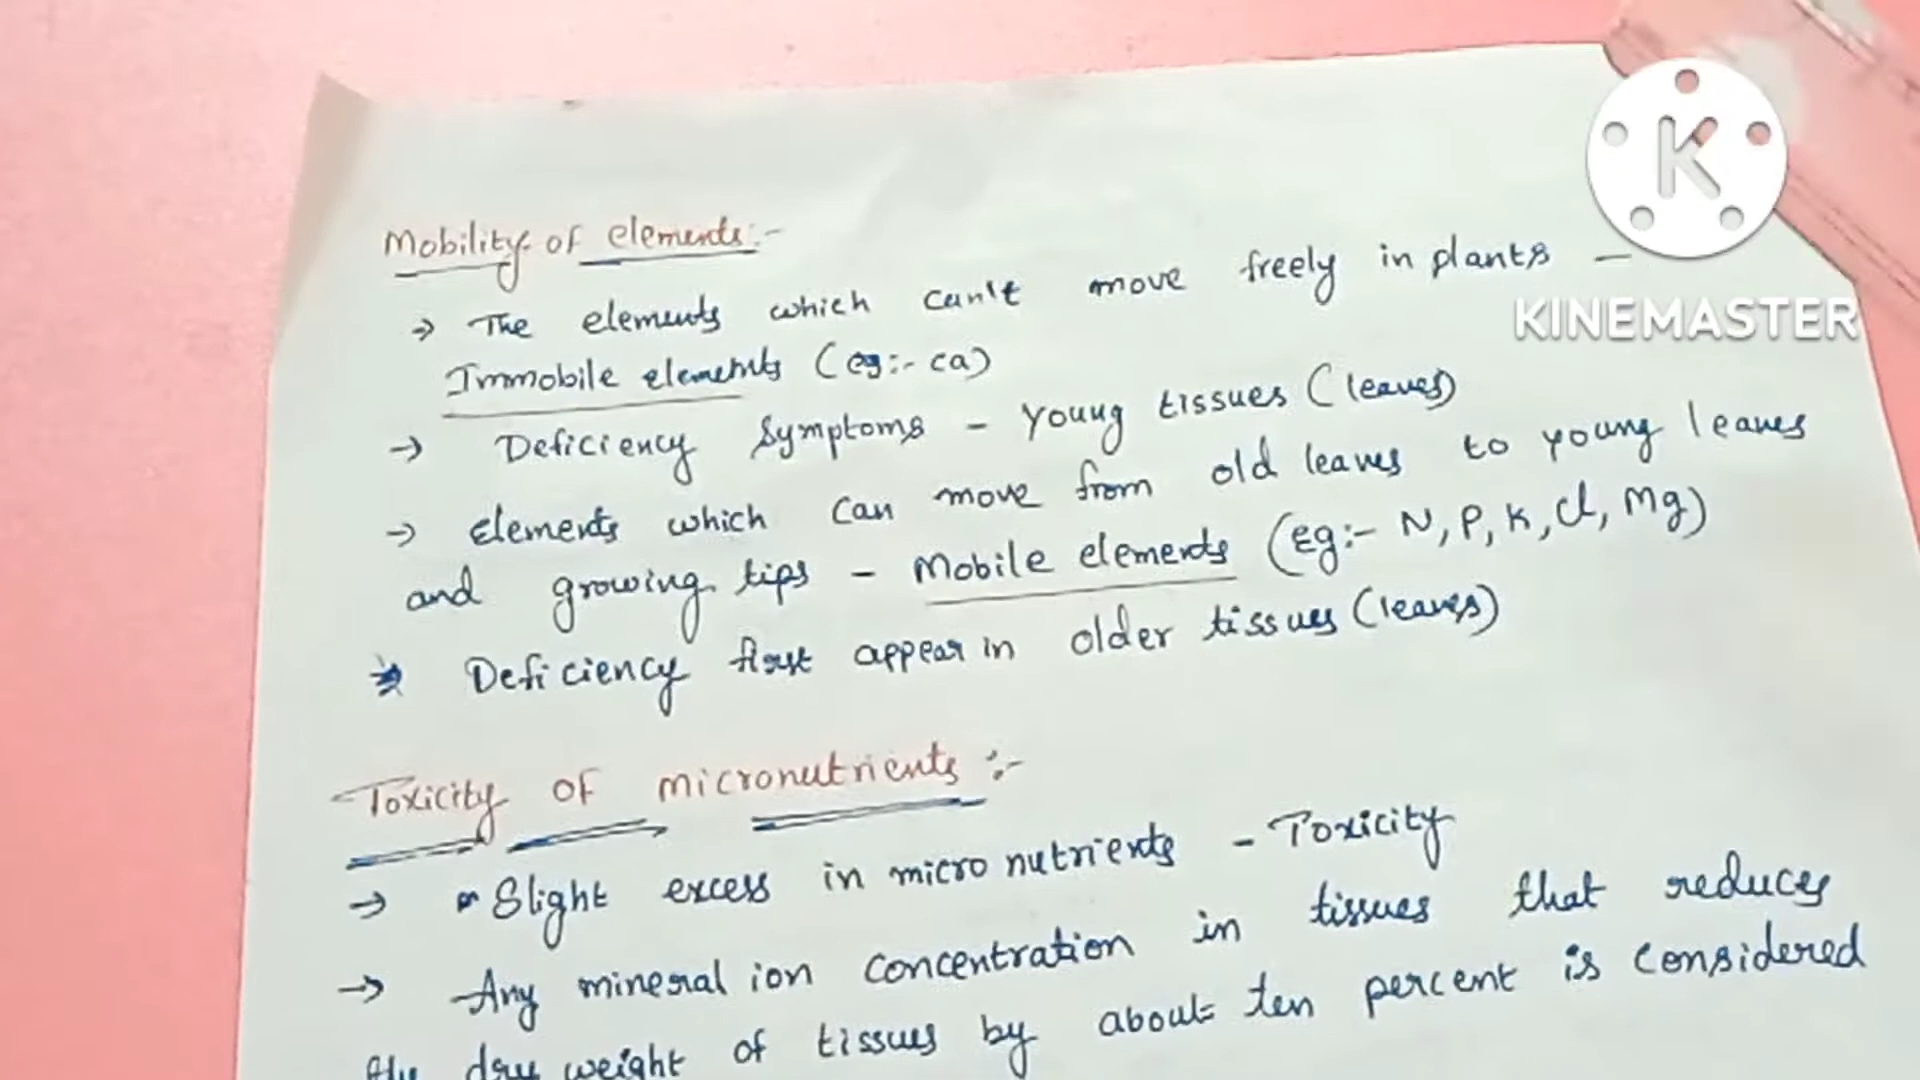 Mobility of elements:-
→ The elements which can't move freely in plants -
Immobile elements (eg:- ca)
→ Deficiency symptoms - Young tissues (leaves)
→ Elements which can move from old leaves to young leaves
and growing tips - Mobile elements (Eg:- N, P, K, Cl, Mg)
→ Deficiency first appear in older tissues (leaves)
Toxicity of micronutrients :-
→ Slight excess in micro nutrients - Toxicity
→ Any mineral ion concentration in tissues that reduces
the dry weight of tissues by about ten percent is considered
K
KINEMASTER